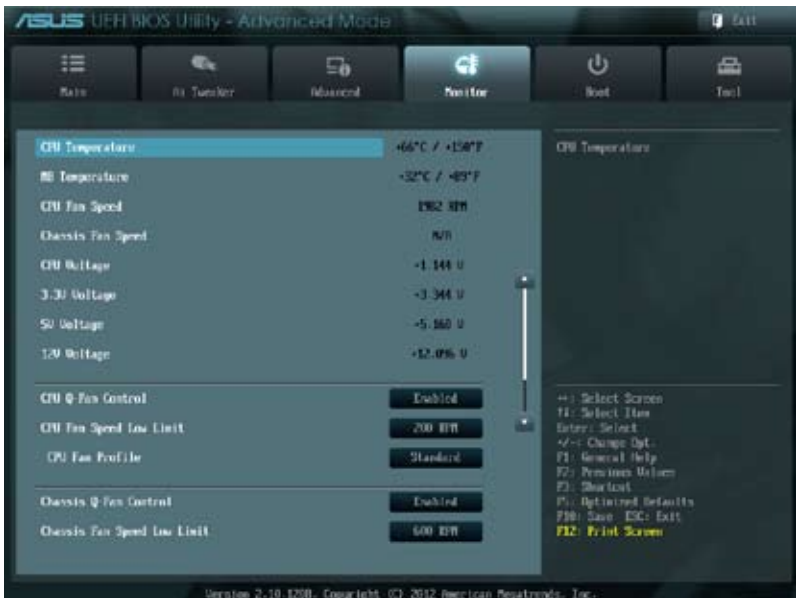 ASUS UEFI BIOS Utility - Advanced Mode
Exit
Main
Ai Tweaker
Advanced
Monitor
Boot
Tool
CPU Temperature +66°C / +150°F
MB Temperature +32°C / +89°F
CPU Fan Speed 1982 RPM
Chassis Fan Speed N/A
CPU Voltage +1.144 V
3.3V Voltage +3.344 V
5V Voltage +5.160 V
12V Voltage +12.096 V
CPU Q-Fan Control Enabled
CPU Fan Speed Low Limit 200 RPM
CPU Fan Profile Standard
Chassis Q-Fan Control Enabled
Chassis Fan Speed Low Limit 600 RPM
CPU Temperature
→←: Select Screen
↑↓: Select Item
Enter: Select
+/-: Change Opt.
F1: General Help
F2: Previous Values
F3: Shortcut
F5: Optimized Defaults
F10: Save ESC: Exit
F12: Print Screen
Version 2.10.1208. Copyright (C) 2012 American Megatrends, Inc.